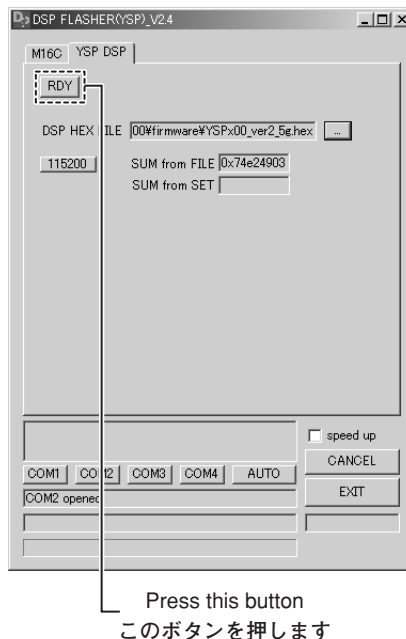 DSP FLASHER(YSP)_V2.4
M16C YSP DSP
RDY
DSP HEX FILE 00¥firmware¥YSPx00_ver2_5g.hex ...
115200 SUM from FILE 0x74e24903
SUM from SET
speed up
CANCEL
COM1 COM2 COM3 COM4 AUTO
COM2 opened
EXIT
Press this button
このボタンを押します